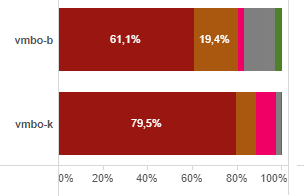 vmbo-b 61,1% 19,4%
vmbo-k 79,5%
0% 20% 40% 60% 80% 100%